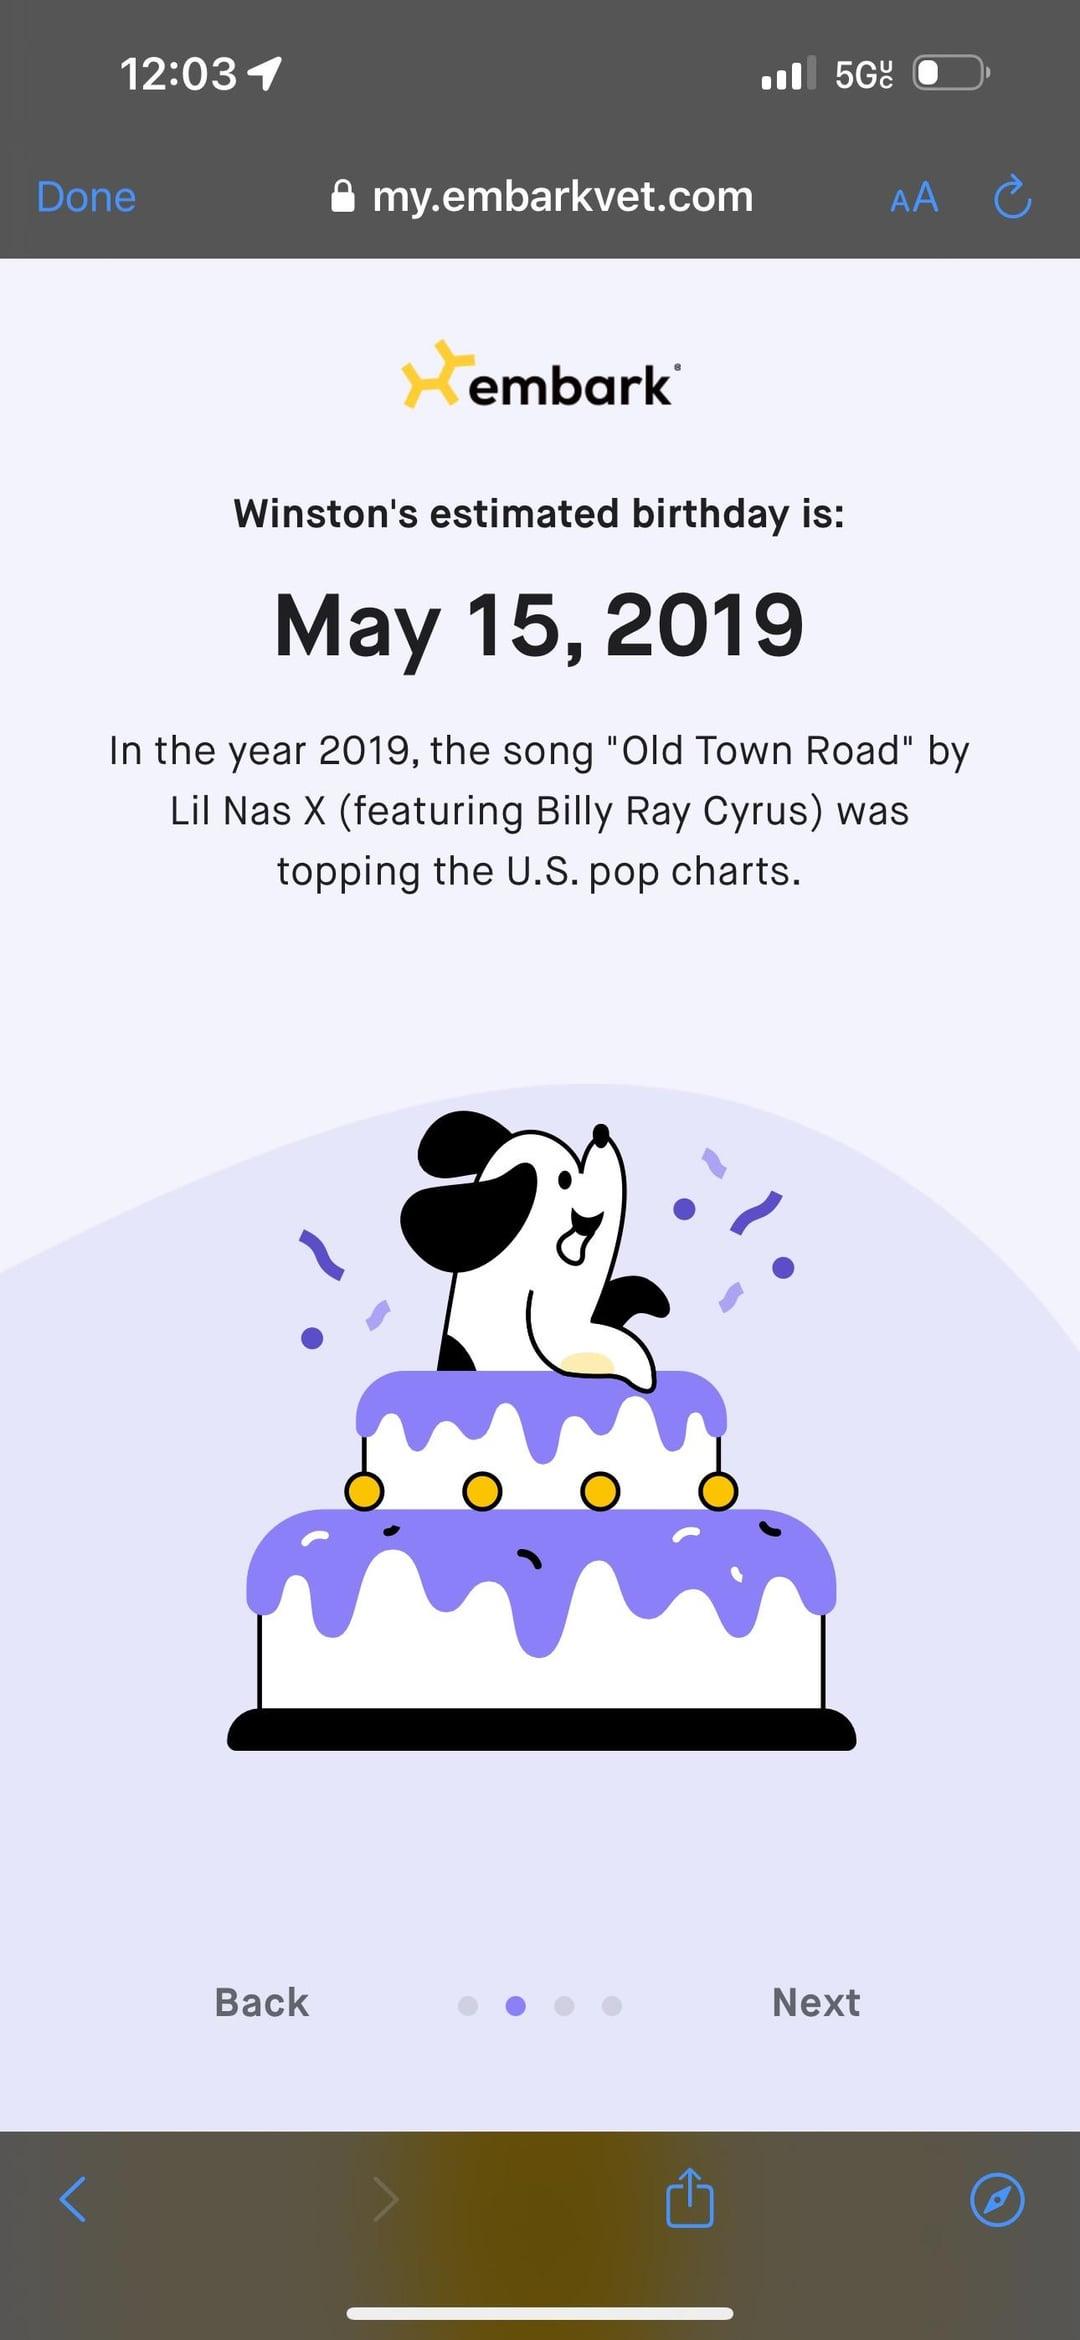 12:03 5GUC
Done my.embarkvet.com AA
embark®
Winston's estimated birthday is:
May 15, 2019
In the year 2019, the song "Old Town Road" by
Lil Nas X (featuring Billy Ray Cyrus) was
topping the U.S. pop charts.
Back Next